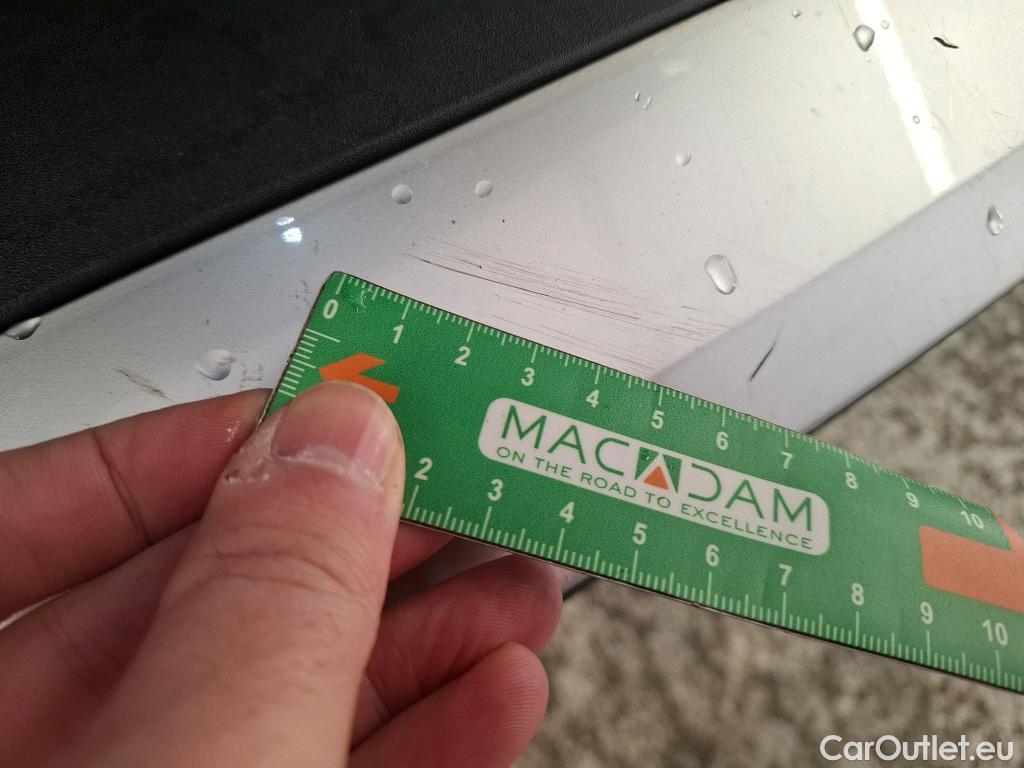 0 1 2 3 4 5 6 7 8 9 10
MACADAM
ON THE ROAD TO EXCELLENCE
2 3 4 5 6 7 8 9 10
CarOutlet.eu